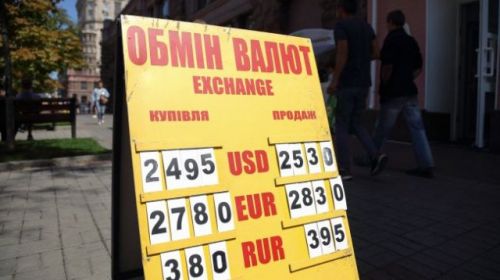 ОБМІН ВАЛЮТ
EXCHANGE
КУПІВЛЯ ПРОДАЖ
2495 USD 2530
2780 EUR 2830
380 RUR 395